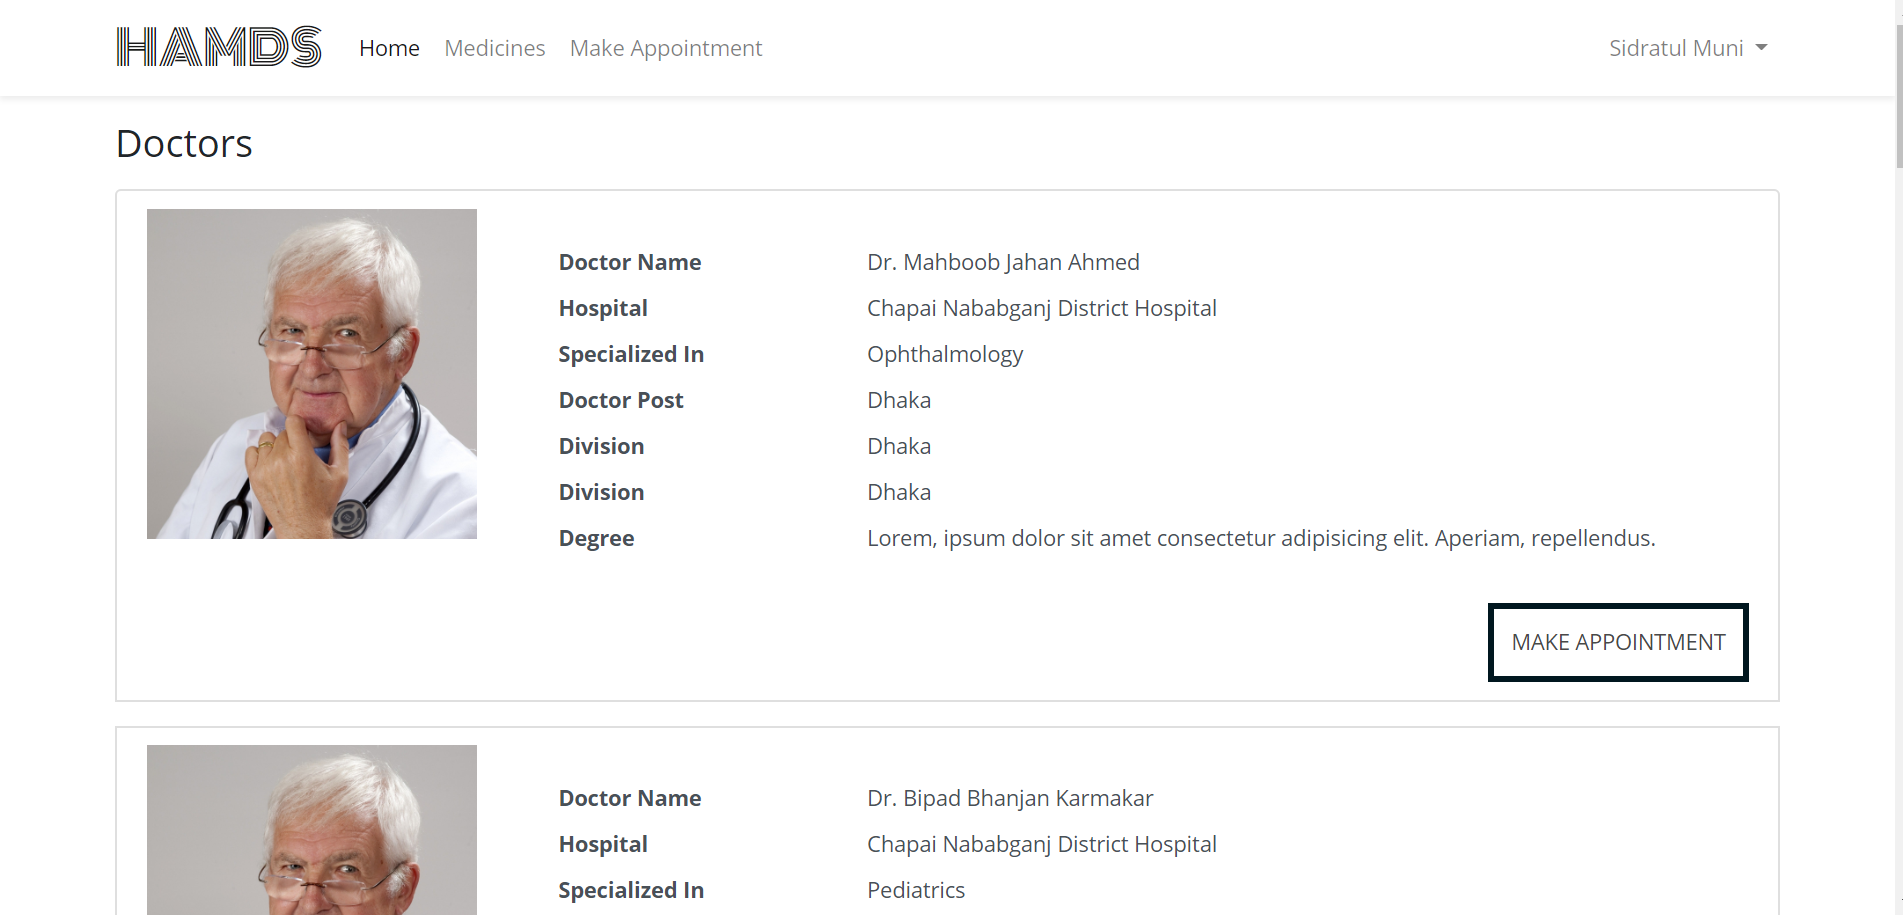 HAMDS Home Medicines Make Appointment Sidratul Muni
Doctors
Doctor Name Dr. Mahboob Jahan Ahmed
Hospital Chapai Nababganj District Hospital
Specialized In Ophthalmology
Doctor Post Dhaka
Division Dhaka
Division Dhaka
Degree Lorem, ipsum dolor sit amet consectetur adipisicing elit. Aperiam, repellendus.
MAKE APPOINTMENT
Doctor Name Dr. Bipad Bhanjan Karmakar
Hospital Chapai Nababganj District Hospital
Specialized In Pediatrics